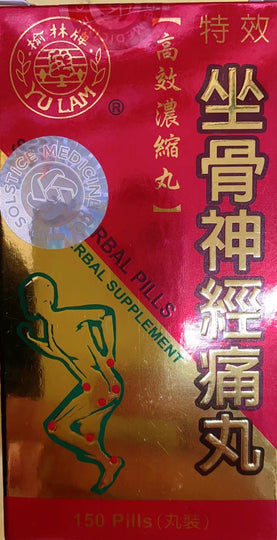 榆林牌
YU LAM
®
特效
【高效濃縮丸】
坐骨神經痛丸
SOLSTICE MEDICINE
HERBAL PILLS
HERBAL SUPPLEMENT
150 Pills(丸裝)